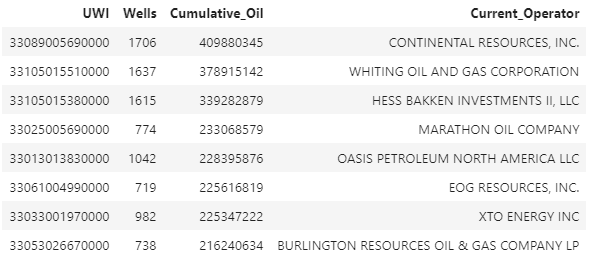 UWI Wells Cumulative_Oil Current_Operator
33089005690000 1706 409880345 CONTINENTAL RESOURCES, INC.
33105015510000 1637 378915142 WHITING OIL AND GAS CORPORATION
33105015380000 1615 339282879 HESS BAKKEN INVESTMENTS II, LLC
33025005690000 774 233068579 MARATHON OIL COMPANY
33013013830000 1042 228395876 OASIS PETROLEUM NORTH AMERICA LLC
33061004990000 719 225616819 EOG RESOURCES, INC.
33033001970000 982 225347222 XTO ENERGY INC
33053026670000 738 216240634 BURLINGTON RESOURCES OIL & GAS COMPANY LP